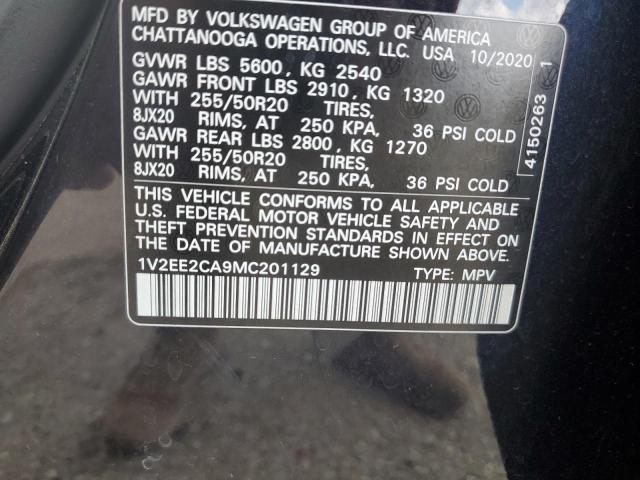 MFD BY VOLKSWAGEN GROUP OF AMERICA
CHATTANOOGA OPERATIONS, LLC. USA 10/2020
GVWR LBS 5600, KG 2540
GAWR FRONT LBS 2910, KG 1320
WITH 255/50R20 TIRES,
8JX20 RIMS, AT 250 KPA, 36 PSI COLD
GAWR REAR LBS 2800, KG 1270
WITH 255/50R20 TIRES,
8JX20 RIMS, AT 250 KPA, 36 PSI COLD
THIS VEHICLE CONFORMS TO ALL APPLICABLE
U.S. FEDERAL MOTOR VEHICLE SAFETY AND
THEFT PREVENTION STANDARDS IN EFFECT ON
DATE OF MANUFACTURE SHOWN ABOVE.
1V2EE2CA9MC201129 TYPE: MPV
4150263 1